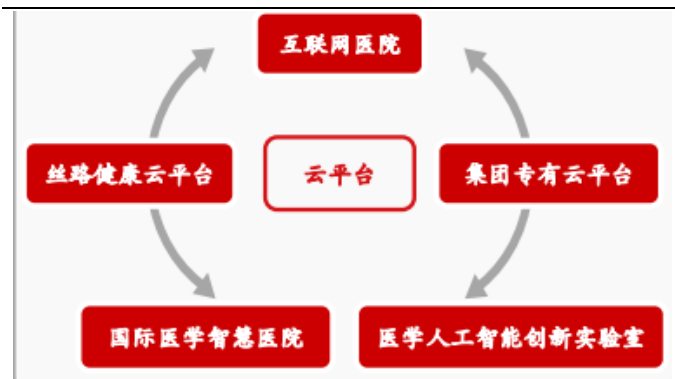 互联网医院
丝路健康云平台
云平台
集团专有云平台
国际医学智慧医院
医学人工智能创新实验室